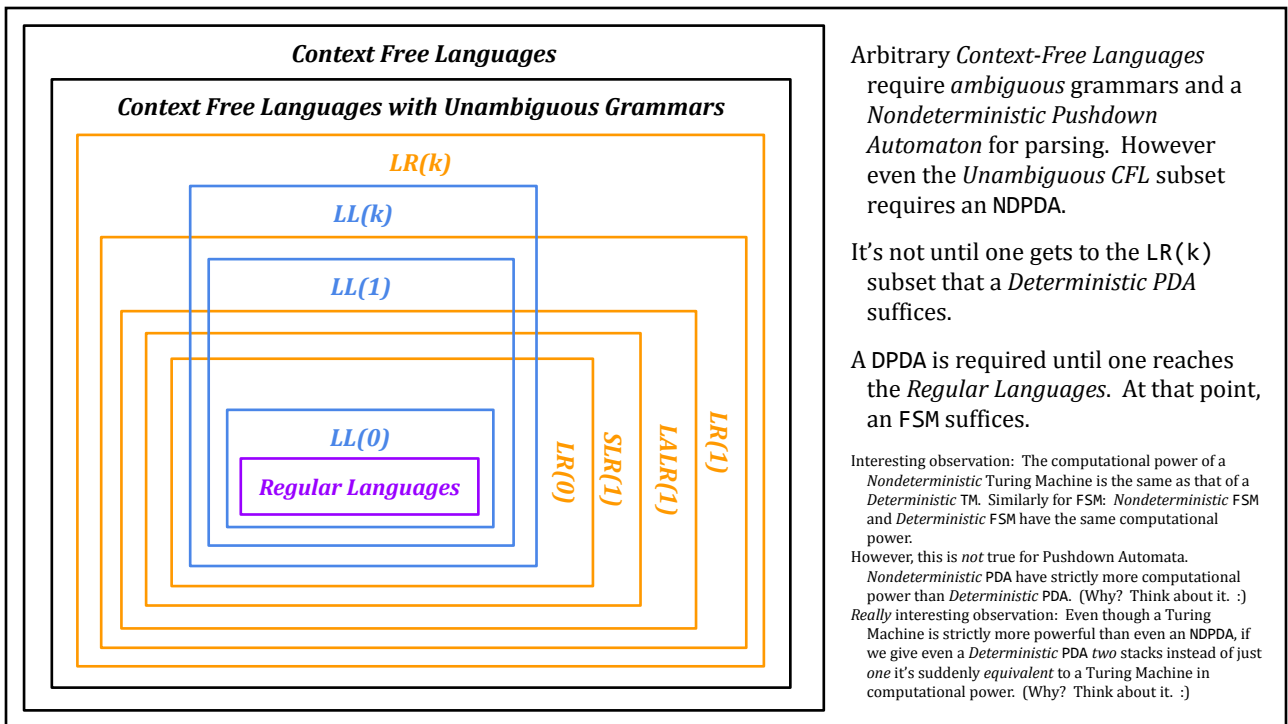 Context Free Languages
Context Free Languages with Unambiguous Grammars
LR(k)
LL(k)
LL(1)
LL(0)
Regular Languages
LR(0)
SLR(1)
LALR(1)
LR(1)
Arbitrary Context-Free Languages
require ambiguous grammars and a
Nondeterministic Pushdown
Automaton for parsing. However
even the Unambiguous CFL subset
requires an NDPDA.
It's not until one gets to the LR(k)
subset that a Deterministic PDA
suffices.
A DPDA is required until one reaches
the Regular Languages. At that point,
an FSM suffices.
Interesting observation: The computational power of a
Nondeterministic Turing Machine is the same as that of a
Deterministic TM. Similarly for FSM: Nondeterministic FSM
and Deterministic FSM have the same computational
power.
However, this is not true for Pushdown Automata.
Nondeterministic PDA have strictly more computational
power than Deterministic PDA. (Why? Think about it. :)
Really interesting observation: Even though a Turing
Machine is strictly more powerful than even an NDPDA, if
we give even a Deterministic PDA two stacks instead of just
one it's suddenly equivalent to a Turing Machine in
computational power. (Why? Think about it. :)